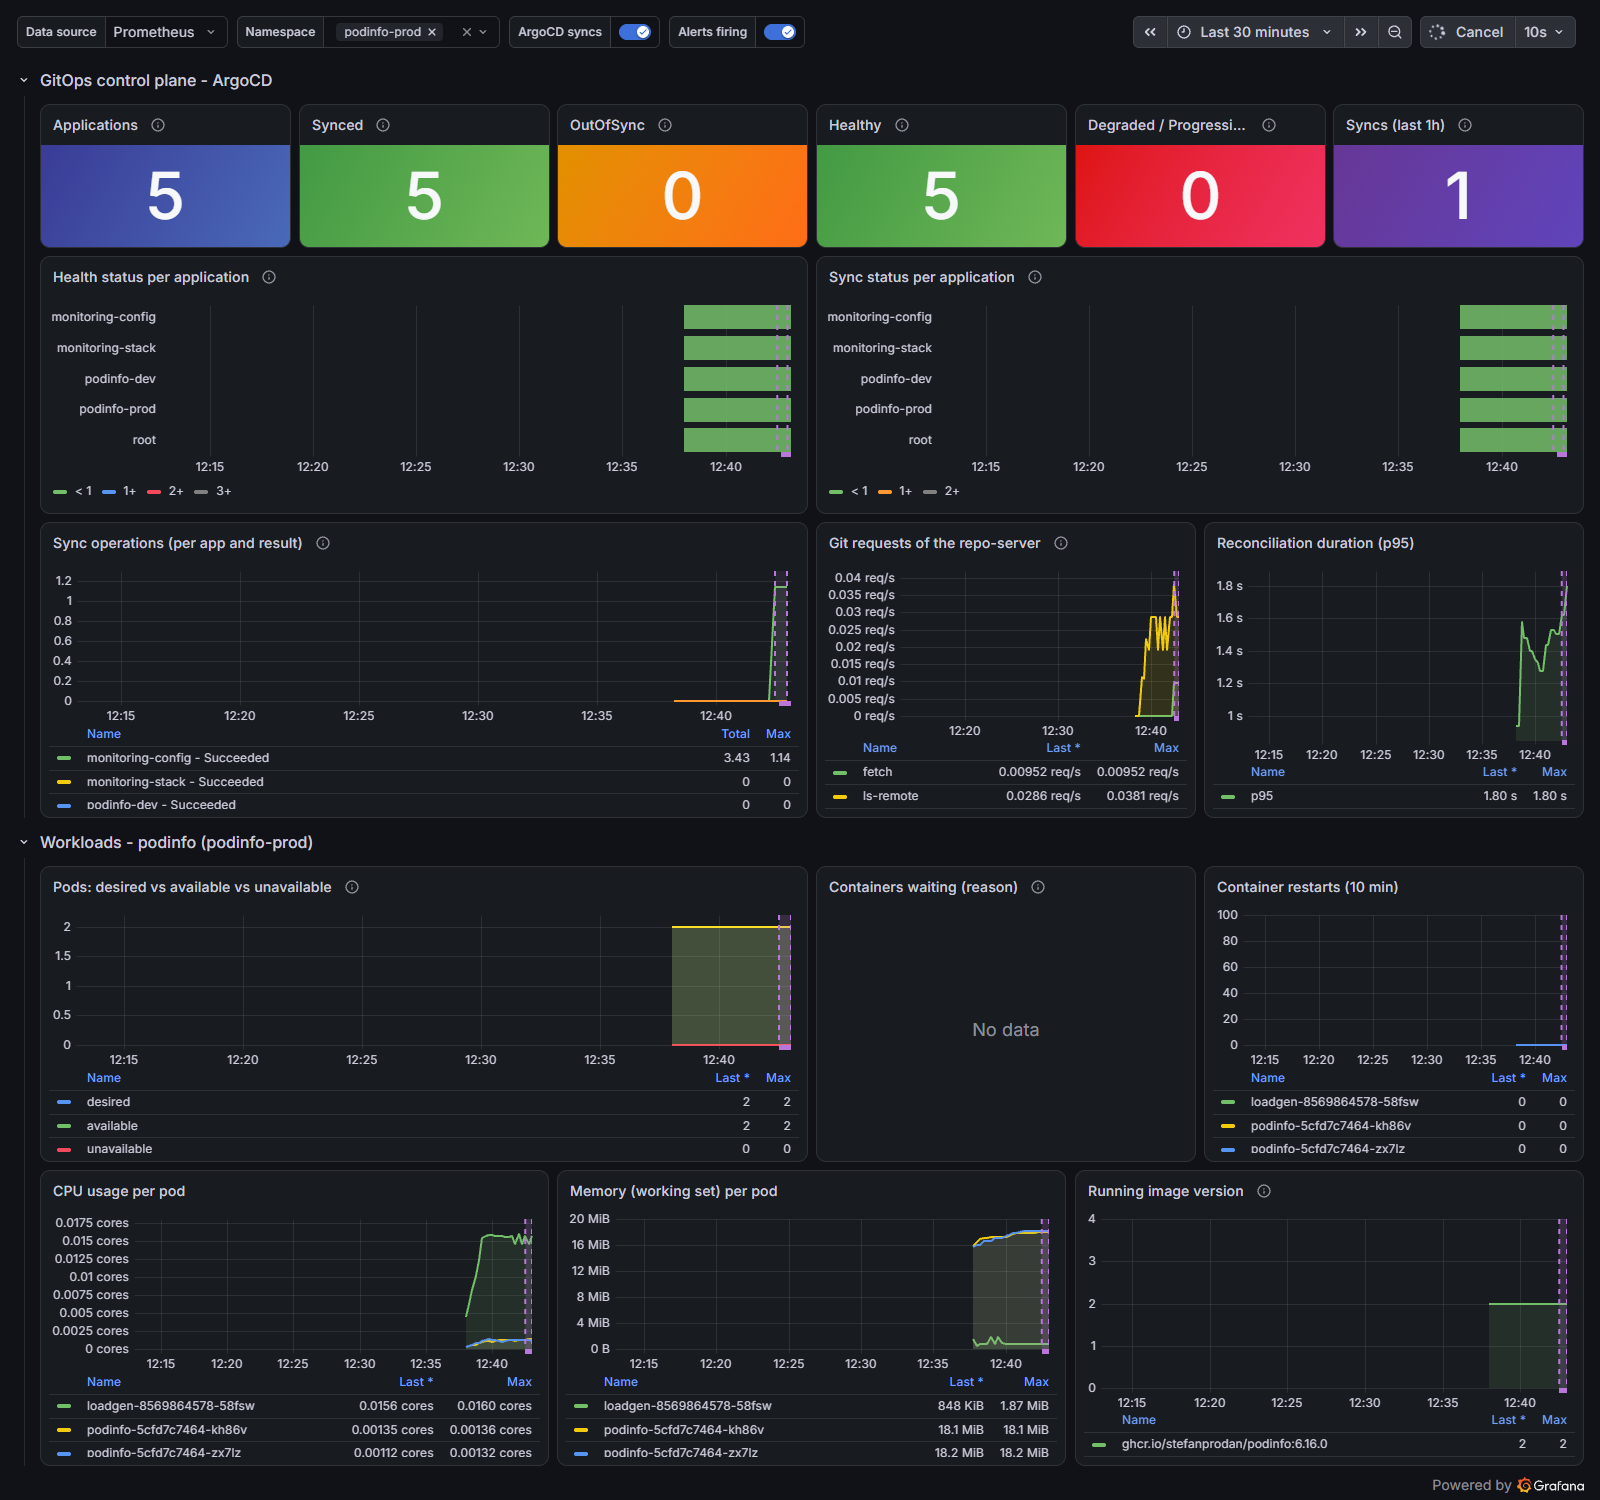 Data source Prometheus Namespace podinfo-prod ArgoCD syncs Alerts firing Last 30 minutes Cancel 10s
GitOps control plane - ArgoCD
Applications Synced OutOfSync Healthy Degraded / Progressi... Syncs (last 1h)
5 5 0 5 0 1
Health status per application
monitoring-config
monitoring-stack
podinfo-dev
podinfo-prod
root
12:15 12:20 12:25 12:30 12:35 12:40
< 1 1+ 2+ 3+
Sync status per application
monitoring-config
monitoring-stack
podinfo-dev
podinfo-prod
root
12:15 12:20 12:25 12:30 12:35 12:40
< 1 1+ 2+
Sync operations (per app and result)
1.2
1
0.8
0.6
0.4
0.2
0
12:15 12:20 12:25 12:30 12:35 12:40
Name Total Max
monitoring-config - Succeeded 3.43 1.14
monitoring-stack - Succeeded 0 0
podinfo-dev - Succeeded 0 0
Git requests of the repo-server
0.04 req/s
0.035 req/s
0.03 req/s
0.025 req/s
0.02 req/s
0.015 req/s
0.01 req/s
0.005 req/s
0 req/s
12:20 12:30 12:40
Name Last * Max
fetch 0.00952 req/s 0.00952 req/s
ls-remote 0.0286 req/s 0.0381 req/s
Reconciliation duration (p95)
1.8 s
1.6 s
1.4 s
1.2 s
1 s
12:15 12:20 12:25 12:30 12:35 12:40
Name Last * Max
p95 1.80 s 1.80 s
Workloads - podinfo (podinfo-prod)
Pods: desired vs available vs unavailable
2
1.5
1
0.5
0
12:15 12:20 12:25 12:30 12:35 12:40
Name Last * Max
desired 2 2
available 2 2
unavailable 0 0
Containers waiting (reason)
No data
Container restarts (10 min)
100
80
60
40
20
0
12:15 12:20 12:25 12:30 12:35 12:40
Name Last * Max
loadgen-8569864578-58fsw 0 0
podinfo-5cfd7c7464-kh86v 0 0
podinfo-5cfd7c7464-zx7lz 0 0
CPU usage per pod
0.0175 cores
0.015 cores
0.0125 cores
0.01 cores
0.0075 cores
0.005 cores
0.0025 cores
0 cores
12:15 12:20 12:25 12:30 12:35 12:40
Name Last * Max
loadgen-8569864578-58fsw 0.0156 cores 0.0160 cores
podinfo-5cfd7c7464-kh86v 0.00135 cores 0.00136 cores
podinfo-5cfd7c7464-zx7lz 0.00112 cores 0.00132 cores
Memory (working set) per pod
20 MiB
16 MiB
12 MiB
8 MiB
4 MiB
0 B
12:15 12:20 12:25 12:30 12:35 12:40
Name Last * Max
loadgen-8569864578-58fsw 848 KiB 1.87 MiB
podinfo-5cfd7c7464-kh86v 18.1 MiB 18.1 MiB
podinfo-5cfd7c7464-zx7lz 18.2 MiB 18.2 MiB
Running image version
4
3
2
1
0
12:15 12:20 12:25 12:30 12:35 12:40
Name Last * Max
ghcr.io/stefanprodan/podinfo:6.16.0 2 2
Powered by Grafana